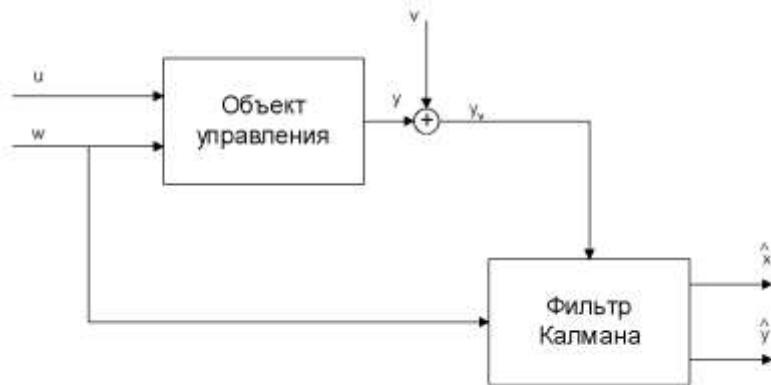 v
u
Объект
управления
y
+
yᵥ
w
x̂
Фильтр
Калмана
ŷ